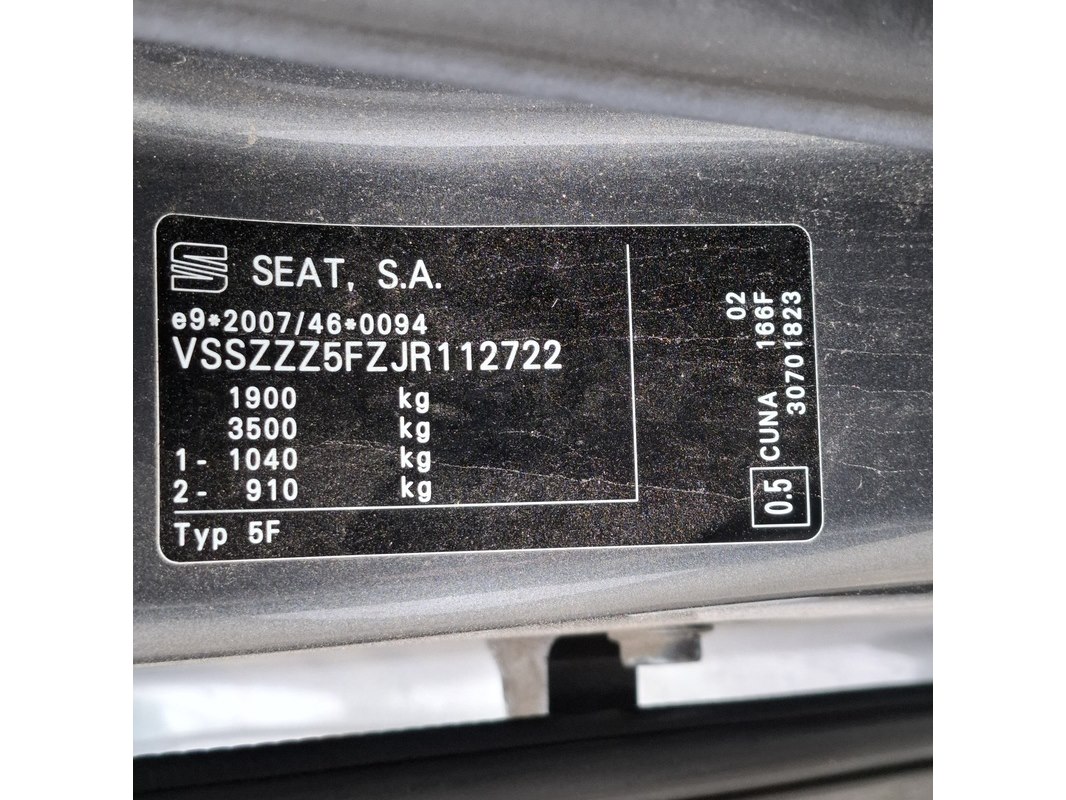 SEAT, S.A.
e9*2007/46*0094
VSSZZZ5FZJR112722
1900 kg
3500 kg
1- 1040 kg
2- 910 kg
Typ 5F
0.5 CUNA 166F 02
30701823